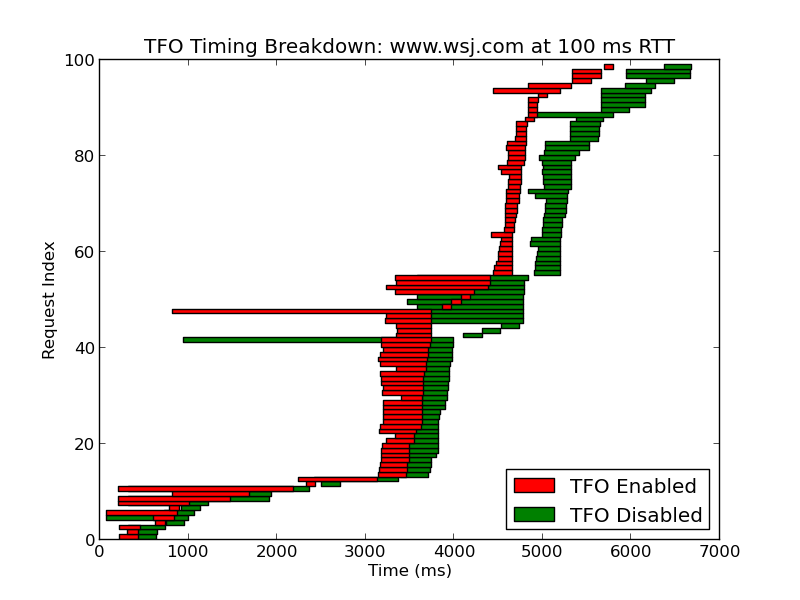 TFO Timing Breakdown: www.wsj.com at 100 ms RTT
100
80
60
40
20
0
Request Index
TFO Enabled
TFO Disabled
0 1000 2000 3000 4000 5000 6000 7000
Time (ms)